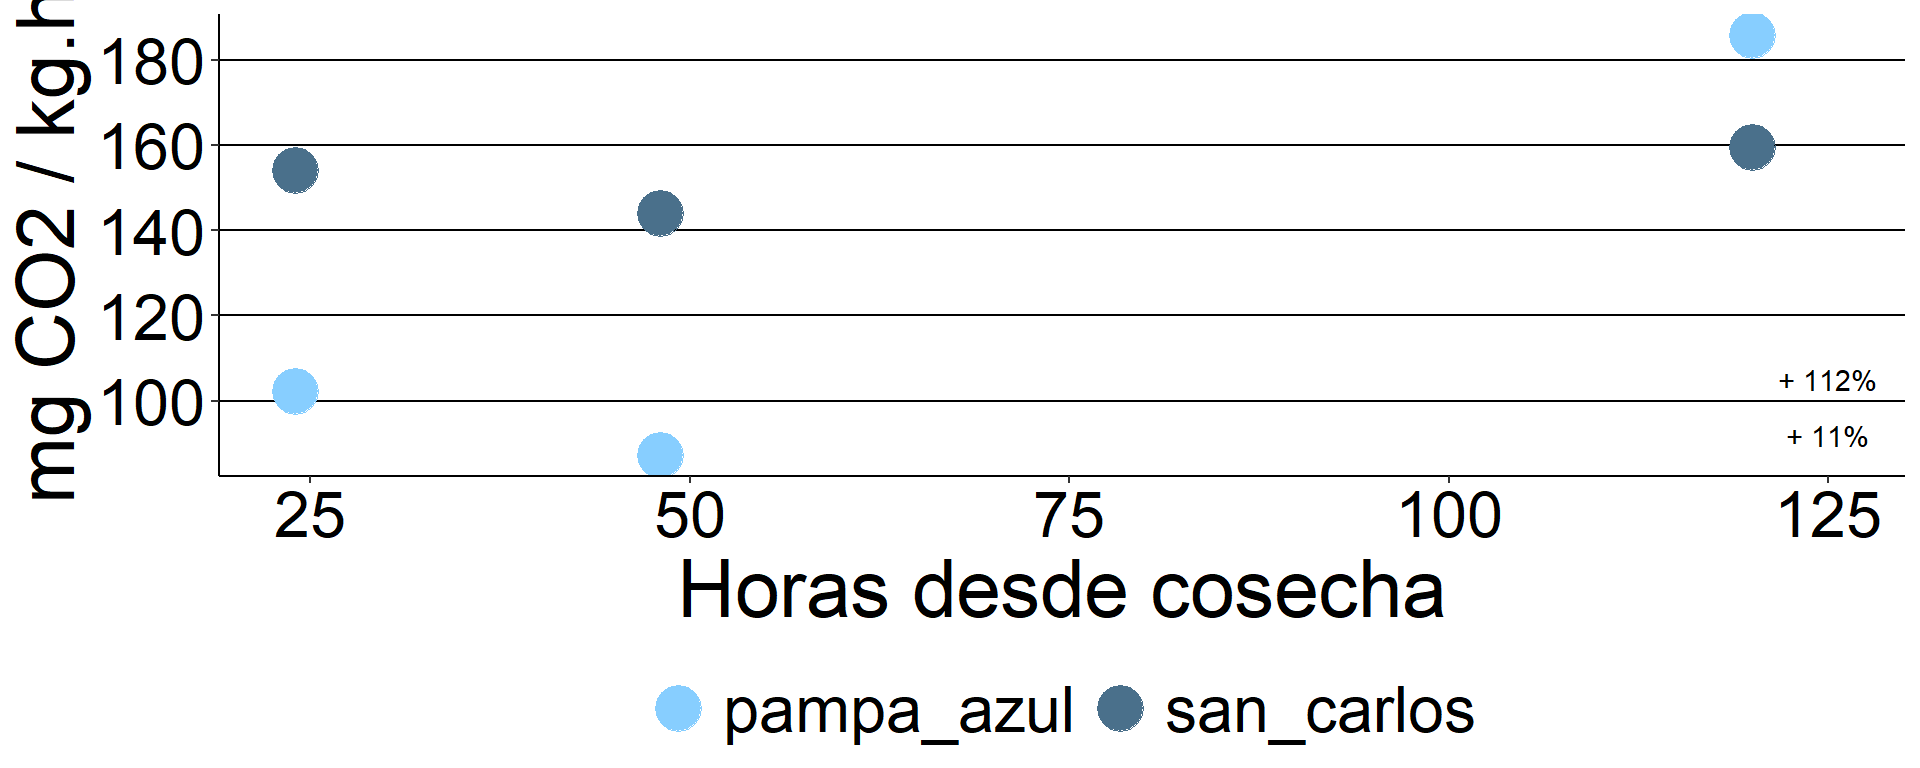 mg CO2 / kg.h
180
160
140
120
100
+ 112%
+ 11%
25 50 75 100 125
Horas desde cosecha
pampa_azul san_carlos